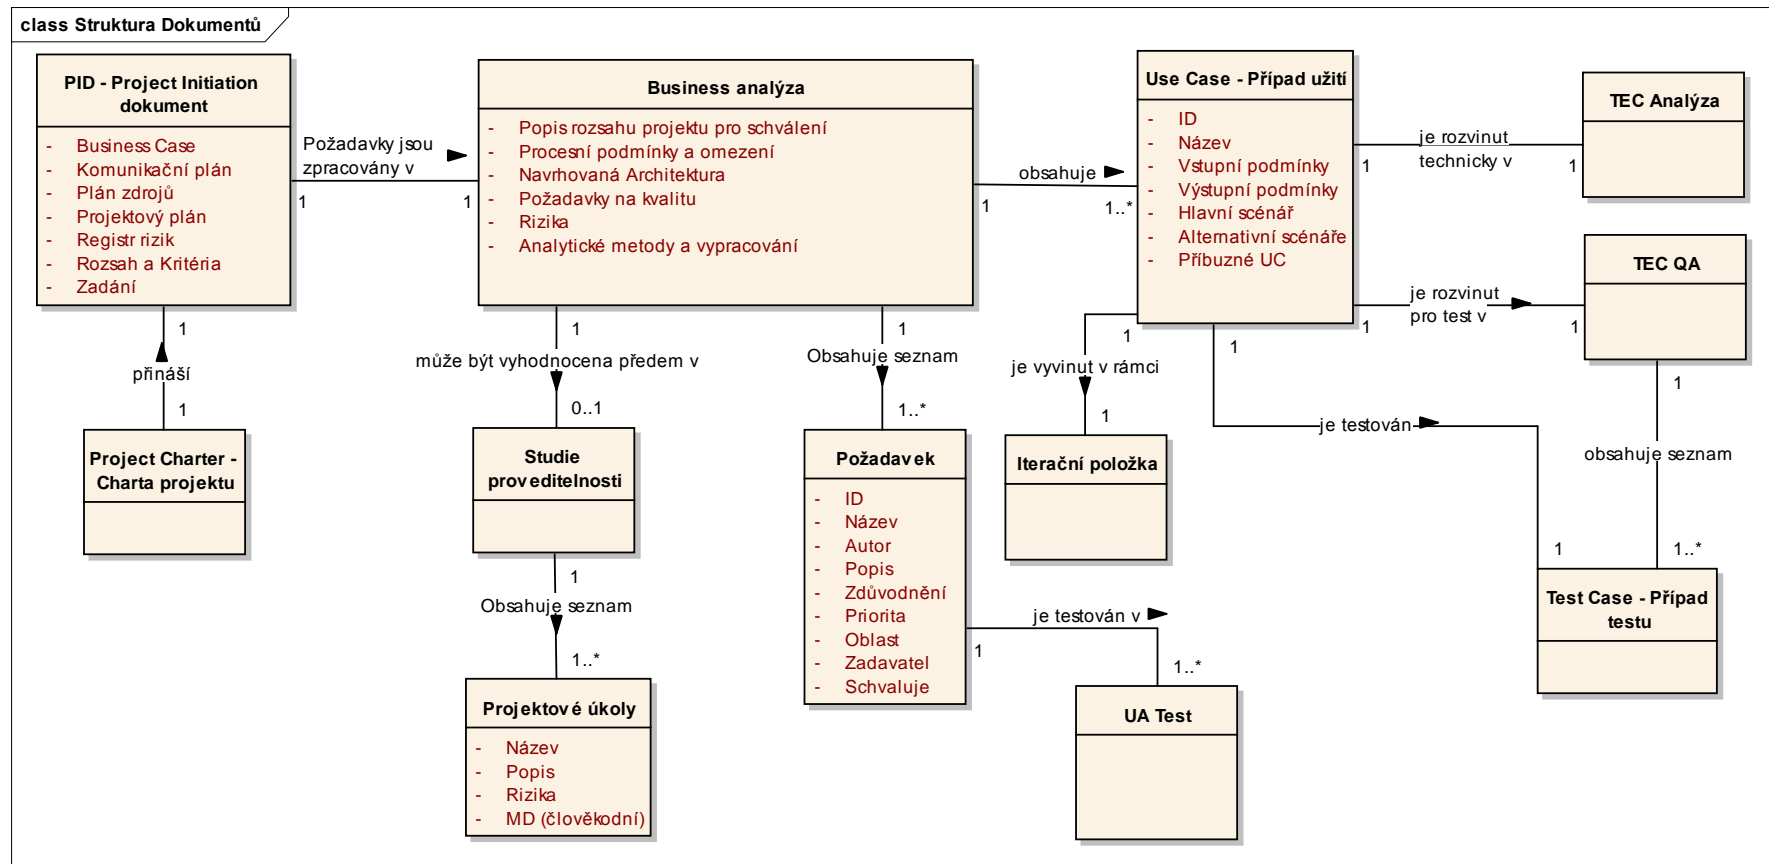 class Struktura Dokumentů
PID - Project Initiation
dokument
- Business Case
- Komunikační plán
- Plán zdrojů
- Projektový plán
- Registr rizik
- Rozsah a Kritéria
- Zadání
Požadavky jsou
zpracovány v
1
1
Business analýza
- Popis rozsahu projektu pro schválení
- Procesní podmínky a omezení
- Navrhovaná Architektura
- Požadavky na kvalitu
- Rizika
- Analytické metody a vypracování
obsahuje
1
1..*
Use Case - Případ užití
- ID
- Název
- Vstupní podmínky
- Výstupní podmínky
- Hlavní scénář
- Alternativní scénáře
- Příbuzné UC
je rozvinut
technicky v
1
1
TEC Analýza
je rozvinut
pro test v
1
1
TEC QA
1
přináší
1
Project Charter -
Charta projektu
1
může být vyhodnocena předem v
0..1
Studie
proveditelnosti
1
Obsahuje seznam
1..*
Projektové úkoly
- Název
- Popis
- Rizika
- MD (člověkodní)
1
Obsahuje seznam
1..*
Požadavek
- ID
- Název
- Autor
- Popis
- Zdůvodnění
- Priorita
- Oblast
- Zadavatel
- Schvaluje
je testován v
1
1..*
UA Test
1
je vyvinut v rámci
1
Iterační položka
1
je testován
1
1
obsahuje seznam
1..*
Test Case - Případ
testu